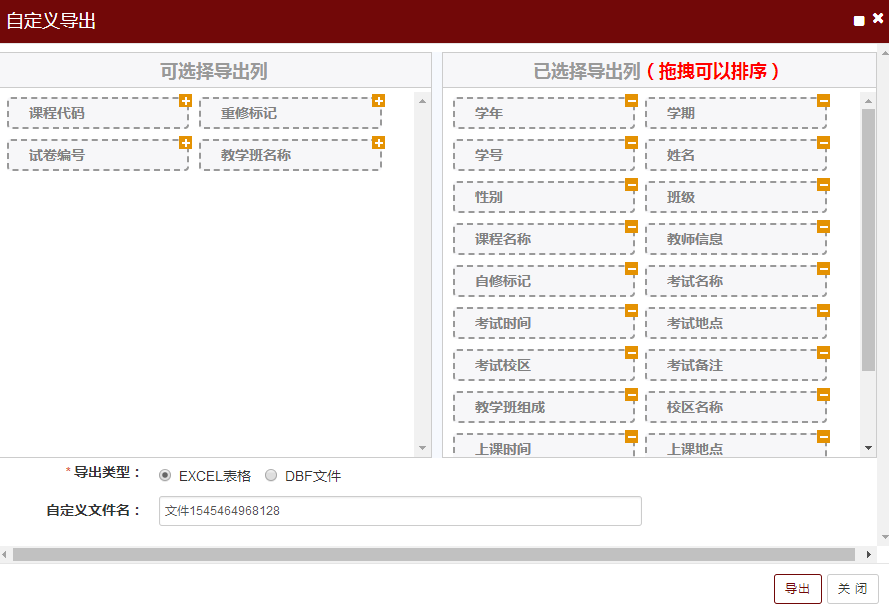 自定义导出
可选择导出列
已选择导出列（拖拽可以排序）
课程代码 重修标记
试卷编号 教学班名称
学年 学期
学号 姓名
性别 班级
课程名称 教师信息
自修标记 考试名称
考试时间 考试地点
考试校区 考试备注
教学班组成 校区名称
上课时间 上课地点
*导出类型： EXCEL表格 DBF文件
自定义文件名： 文件1545464968128
导出 关 闭